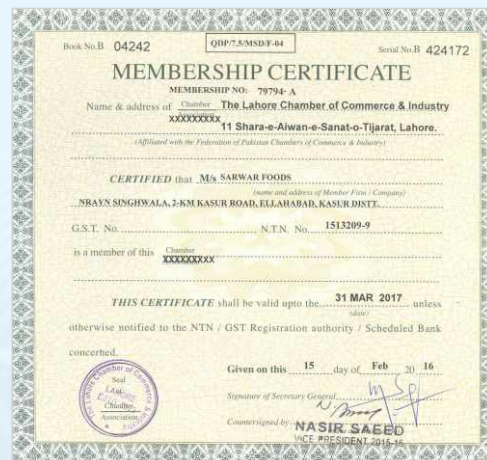 QDP/7.5/MSD/F-04
Book No.B 04242
Serial No.B 424172
MEMBERSHIP CERTIFICATE
MEMBERSHIP NO: 79794- A
Name & address of Chamber The Lahore Chamber of Commerce & Industry
xxxxxxxxx
11 Shara-e-Aiwan-e-Sanat-o-Tijarat, Lahore.
(Affiliated with the Federation of Pakistan Chambers of Commerce & Industry)
CERTIFIED that M/s SARWAR FOODS
(name and address of Member Firm / Company)
NRAYN SINGHWALA, 2-KM KASUR ROAD, ELLAHABAD, KASUR DISTT.
G.S.T. No. N.T.N. No. 1513209-9
is a member of this Chamber
xxxxxxxxx
THIS CERTIFICATE shall be valid upto the 31 MAR 2017 unless
(date)
otherwise notified to the NTN / GST Registration authority / Scheduled Bank
concerned.
Given on this 15 day of Feb 20 16
Signature of Secretary General
Countersigned by
NASIR SAEED
VICE PRESIDENT 2015-16
The Lahore Chamber of Commerce &
Seal
LAHORE
Chamber
Association